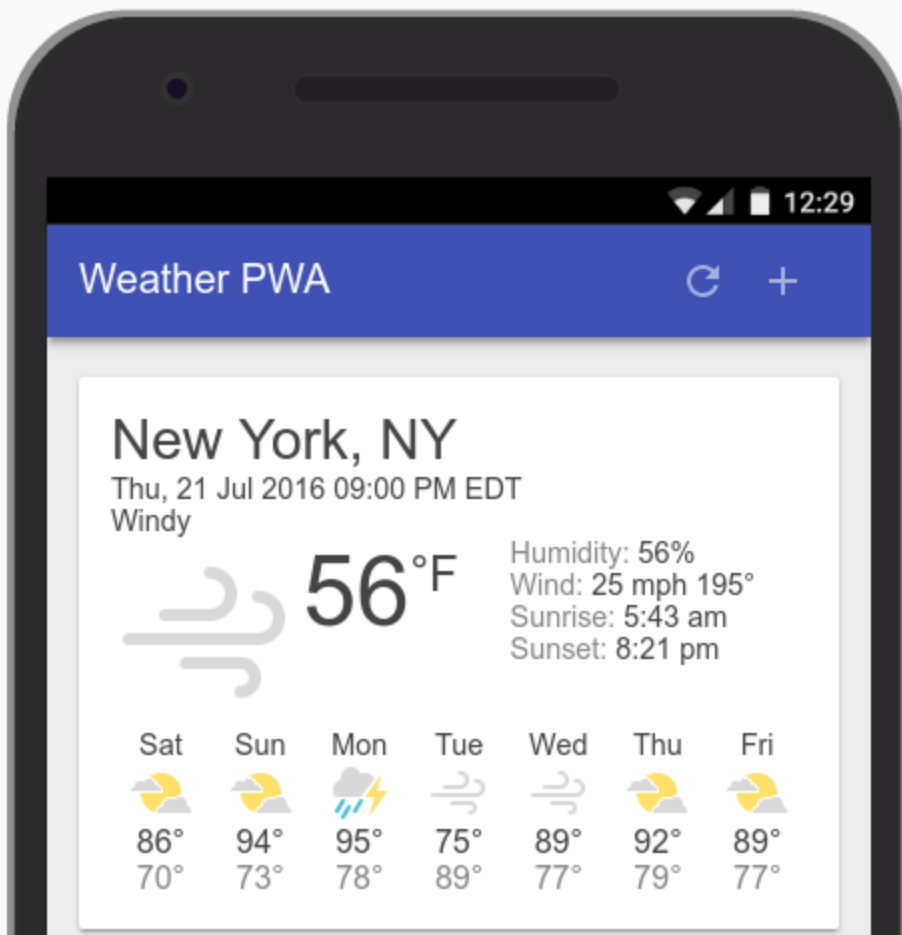 12:29
Weather PWA
New York, NY
Thu, 21 Jul 2016 09:00 PM EDT
Windy
56°F
Humidity: 56%
Wind: 25 mph 195°
Sunrise: 5:43 am
Sunset: 8:21 pm
Sat Sun Mon Tue Wed Thu Fri
86° 94° 95° 75° 89° 92° 89°
70° 73° 78° 89° 77° 79° 77°